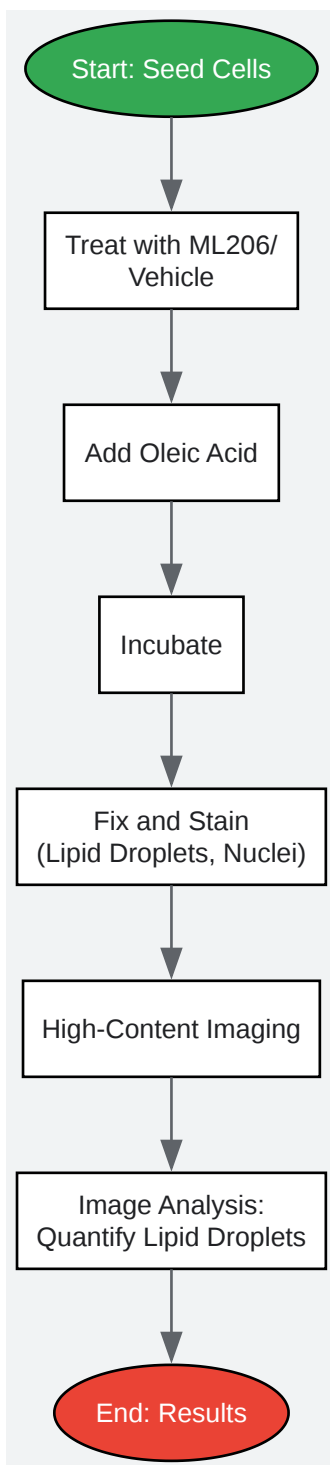 Start: Seed Cells
Treat with ML206/
Vehicle
Add Oleic Acid
Incubate
Fix and Stain
(Lipid Droplets, Nuclei)
High-Content Imaging
Image Analysis:
Quantify Lipid Droplets
End: Results